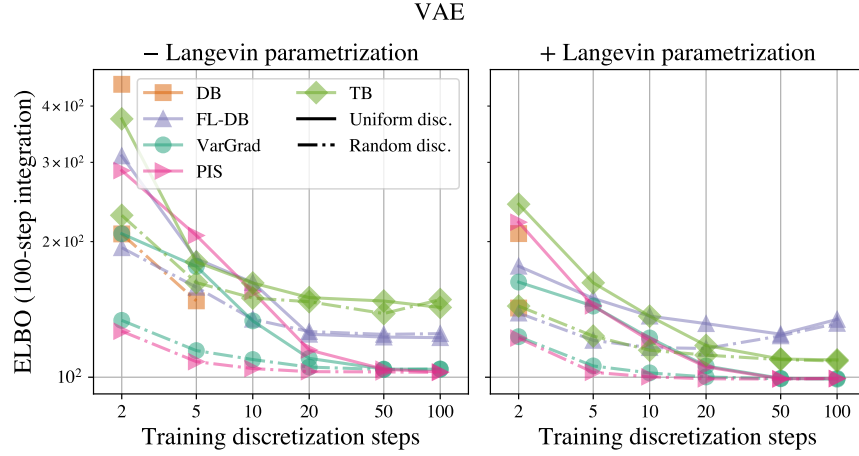 VAE
− Langevin parametrization
+ Langevin parametrization
ELBO (100-step integration)
4 × 10²
3 × 10²
2 × 10²
10²
DB
FL-DB
VarGrad
PIS
TB
Uniform disc.
Random disc.
2 5 10 20 50 100
2 5 10 20 50 100
Training discretization steps
Training discretization steps